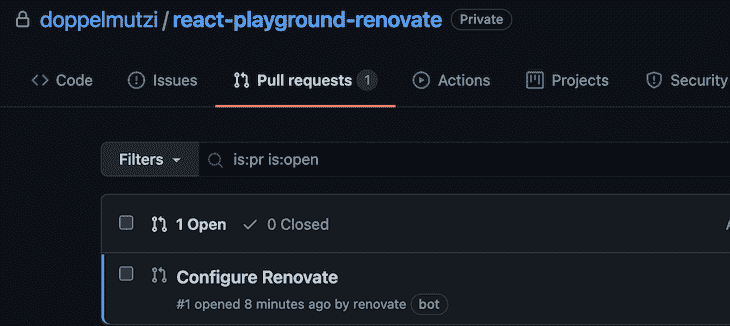 doppelmutzi / react-playground-renovate Private
Code Issues Pull requests 1 Actions Projects Security
Filters is:pr is:open
1 Open 0 Closed
Configure Renovate
#1 opened 8 minutes ago by renovate bot